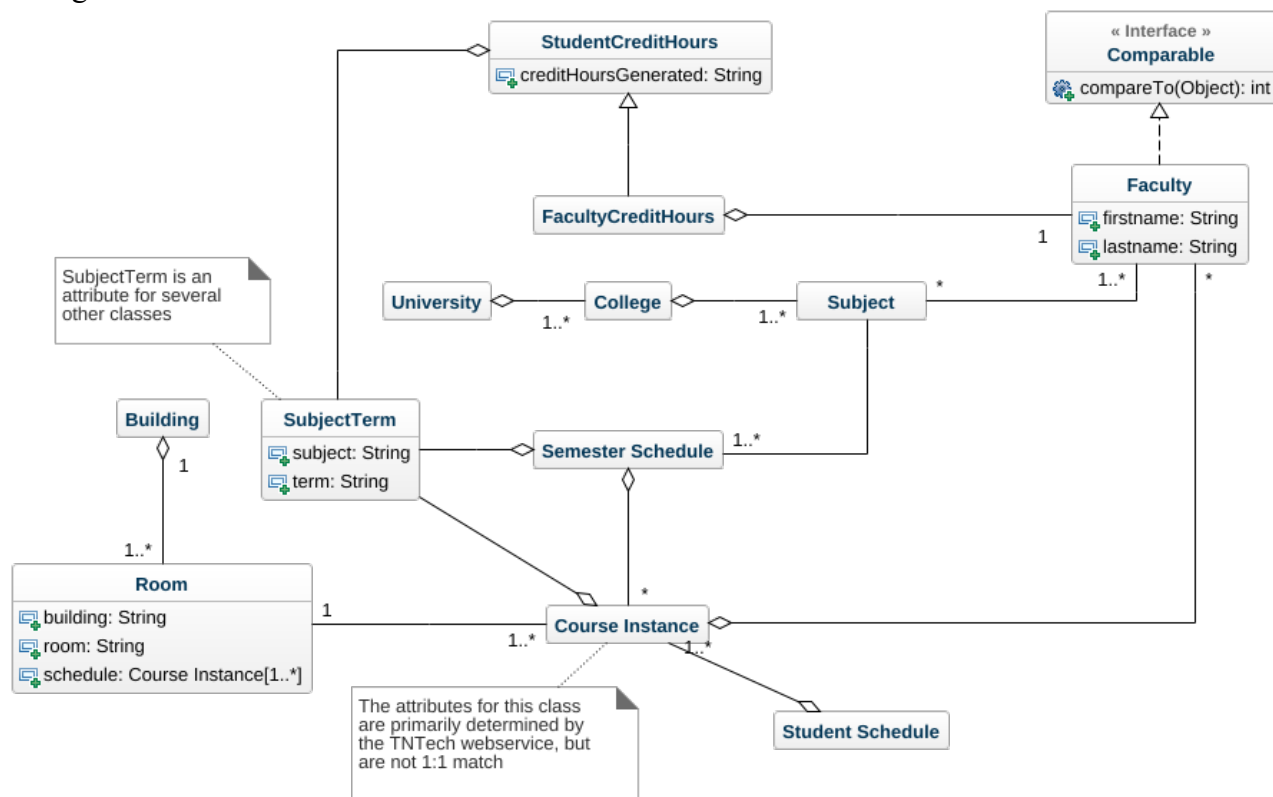 StudentCreditHours
creditHoursGenerated: String
« Interface »
Comparable
compareTo(Object): int
Faculty
firstname: String
lastname: String
FacultyCreditHours
1
1..*
*
SubjectTerm is an
attribute for several
other classes
University
1..*
College
1..*
Subject
*
Building
1
SubjectTerm
subject: String
term: String
Semester Schedule
1..*
1..*
Room
building: String
room: String
schedule: Course Instance[1..*]
1
1..*
*
Course Instance
1..*
The attributes for this class
are primarily determined by
the TNTech webservice, but
are not 1:1 match
Student Schedule